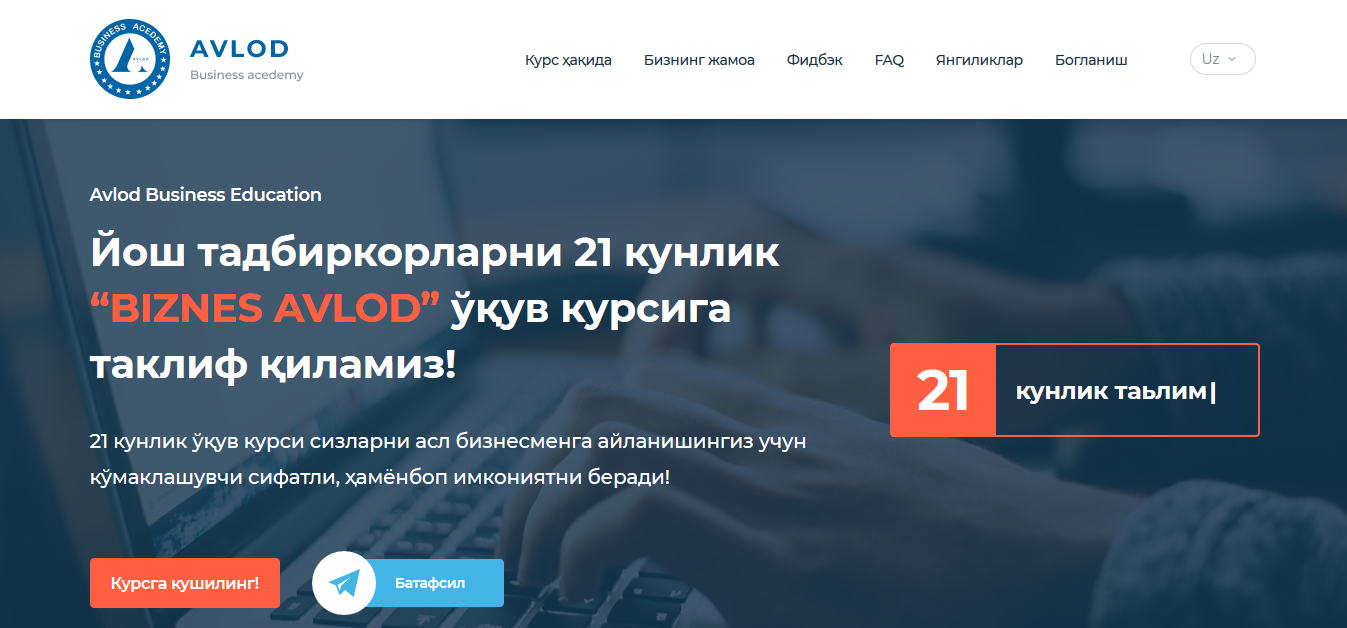 BUSINESS ACEDEMY
AVLOD
AVLOD
Business acedemy
Курс ҳақида
Бизнинг жамоа
Фидбэк
FAQ
Янгиликлар
Богланиш
Uz
Avlod Business Education
Йош тадбиркорларни 21 кунлик
“BIZNES AVLOD” ўқув курсига
таклиф қиламиз!
21 кунлик таьлим|
21 кунлик ўқув курси сизларни асл бизнесменга айланишингиз учун
кўмаклашувчи сифатли, ҳамёнбоп имкониятни беради!
Курсга кушилинг!
Батафсил